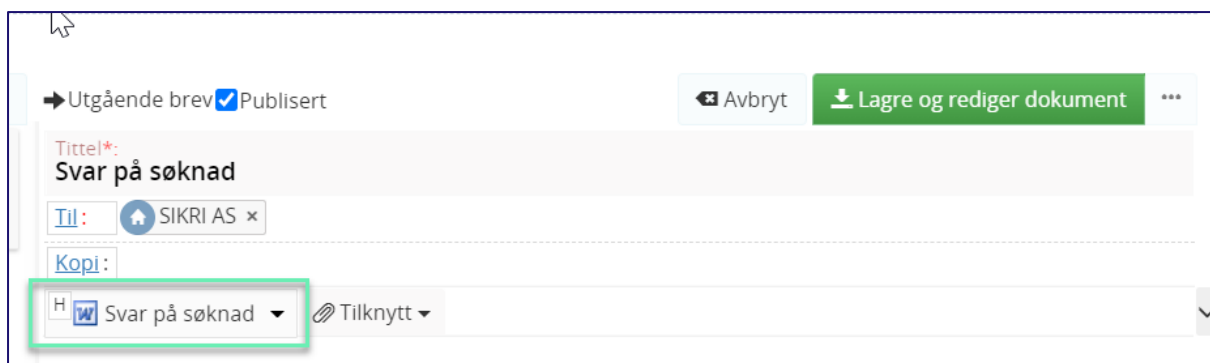 Utgående brev Publisert Avbryt Lagre og rediger dokument ...
Tittel*:
Svar på søknad
Til: SIKRI AS ×
Kopi:
H W Svar på søknad Tilknytt